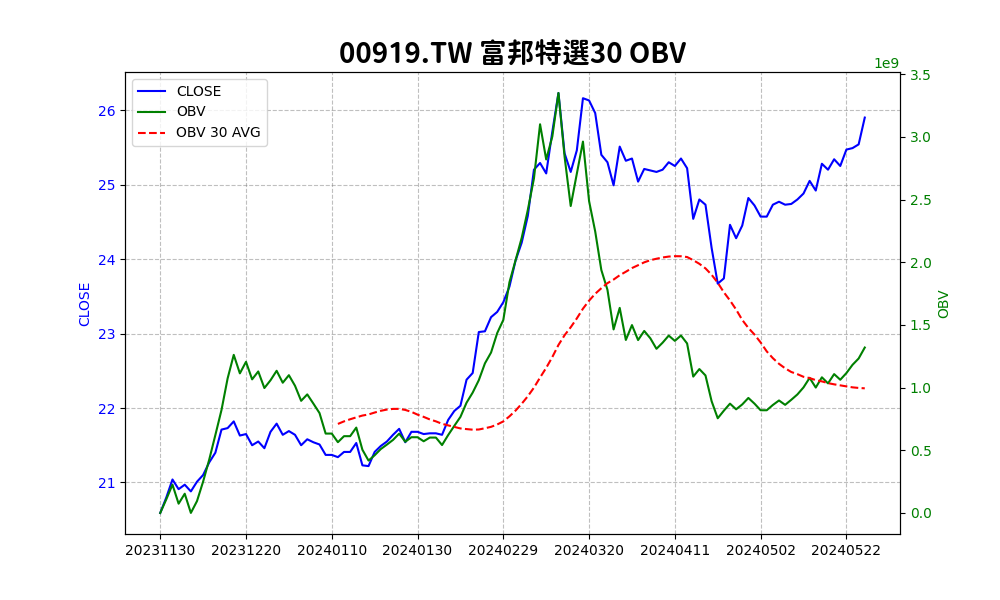 00919.TW 富邦特選30 OBV
1e9
CLOSE
OBV
OBV 30 AVG
26
25
24
23
22
21
CLOSE
3.5
3.0
2.5
2.0
1.5
1.0
0.5
0.0
OBV
20231130 20231220 20240110 20240130 20240229 20240320 20240411 20240502 20240522